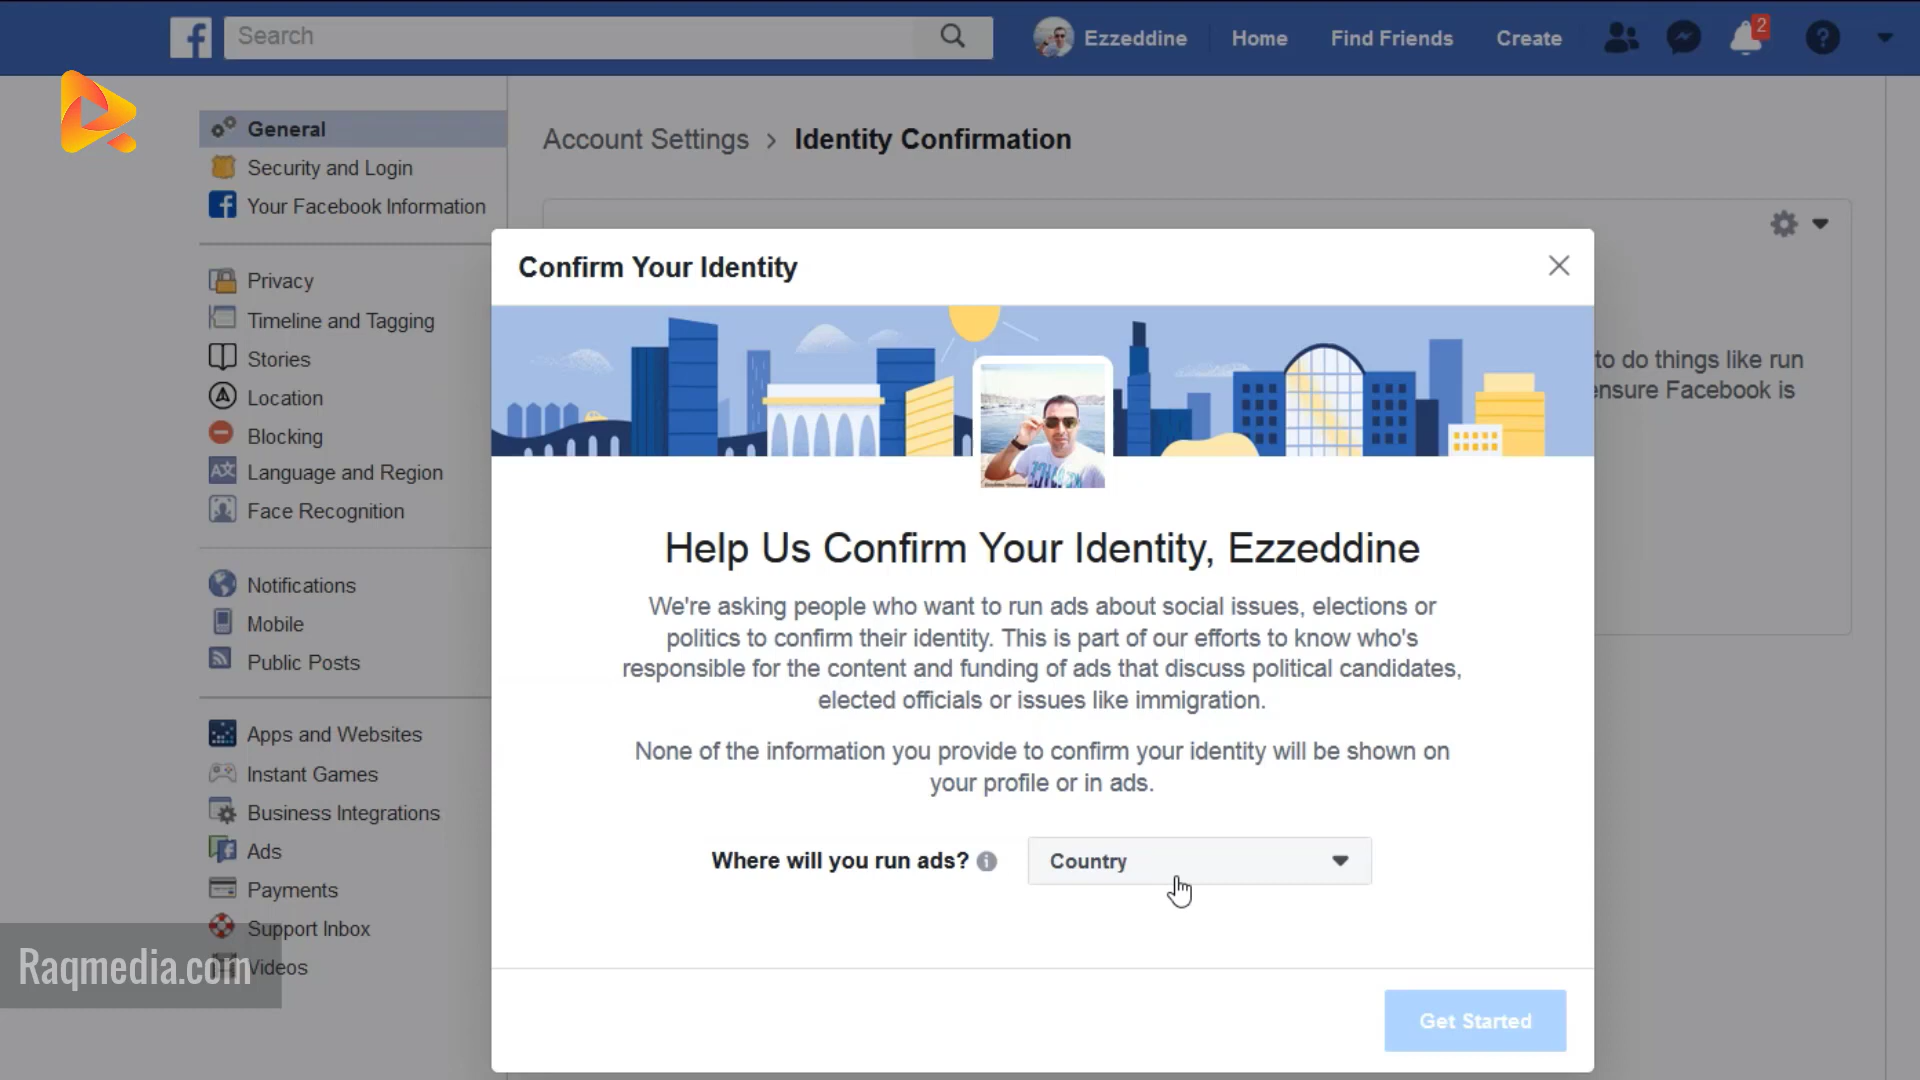 Search
Ezzeddine
Home
Find Friends
Create
2
General
Security and Login
Your Facebook Information
Privacy
Timeline and Tagging
Stories
Location
Blocking
Language and Region
Face Recognition
Notifications
Mobile
Public Posts
Apps and Websites
Instant Games
Business Integrations
Ads
Payments
Support Inbox
Videos
Raqmedia.com
Account Settings > Identity Confirmation
to do things like run
ensure Facebook is
Confirm Your Identity
Help Us Confirm Your Identity, Ezzeddine
We're asking people who want to run ads about social issues, elections or
politics to confirm their identity. This is part of our efforts to know who's
responsible for the content and funding of ads that discuss political candidates,
elected officials or issues like immigration.
None of the information you provide to confirm your identity will be shown on
your profile or in ads.
Where will you run ads?
Country
Get Started